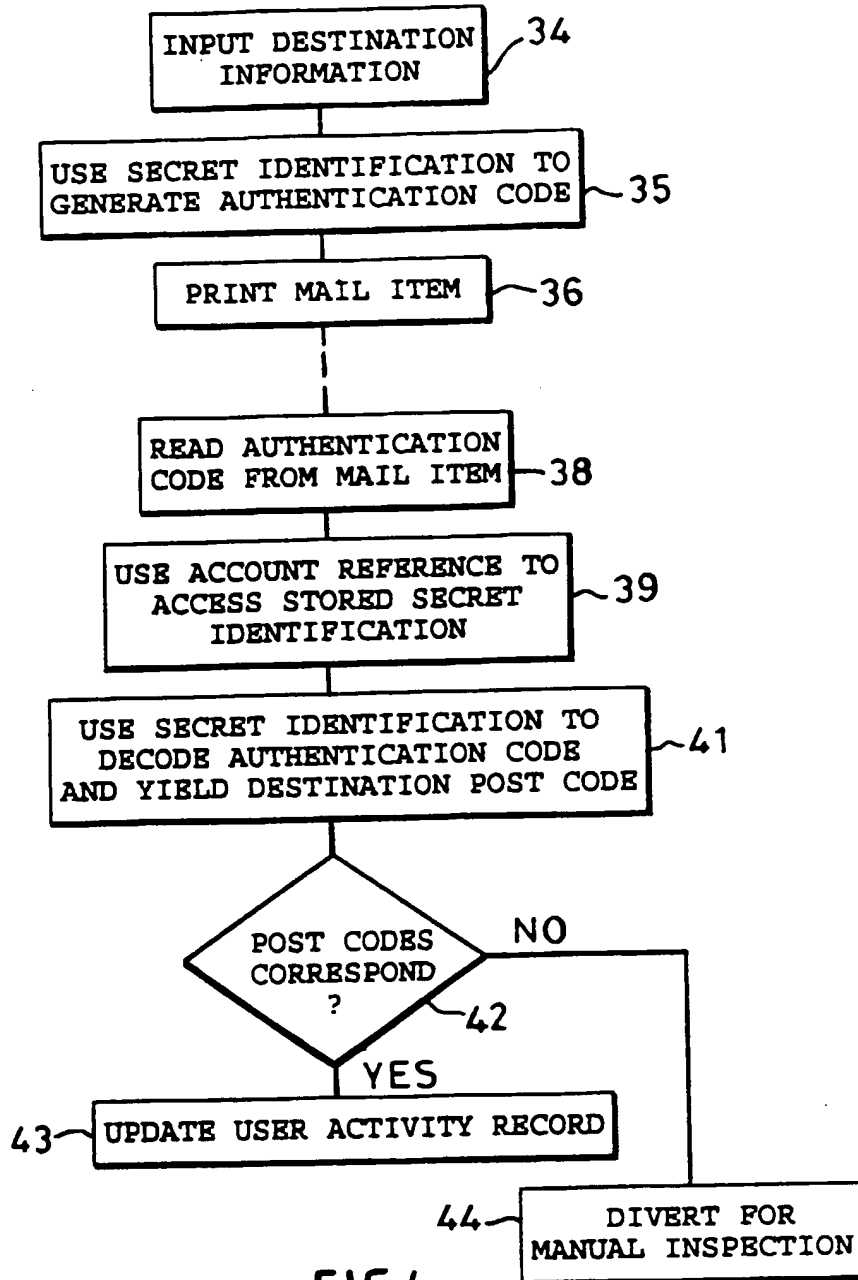 INPUT DESTINATION
INFORMATION
34
USE SECRET IDENTIFICATION TO
GENERATE AUTHENTICATION CODE
35
PRINT MAIL ITEM
36
READ AUTHENTICATION
CODE FROM MAIL ITEM
38
USE ACCOUNT REFERENCE TO
ACCESS STORED SECRET
IDENTIFICATION
39
USE SECRET IDENTIFICATION TO
DECODE AUTHENTICATION CODE
AND YIELD DESTINATION POST CODE
41
POST CODES
CORRESPOND
?
42
NO
YES
43
UPDATE USER ACTIVITY RECORD
44
DIVERT FOR
MANUAL INSPECTION